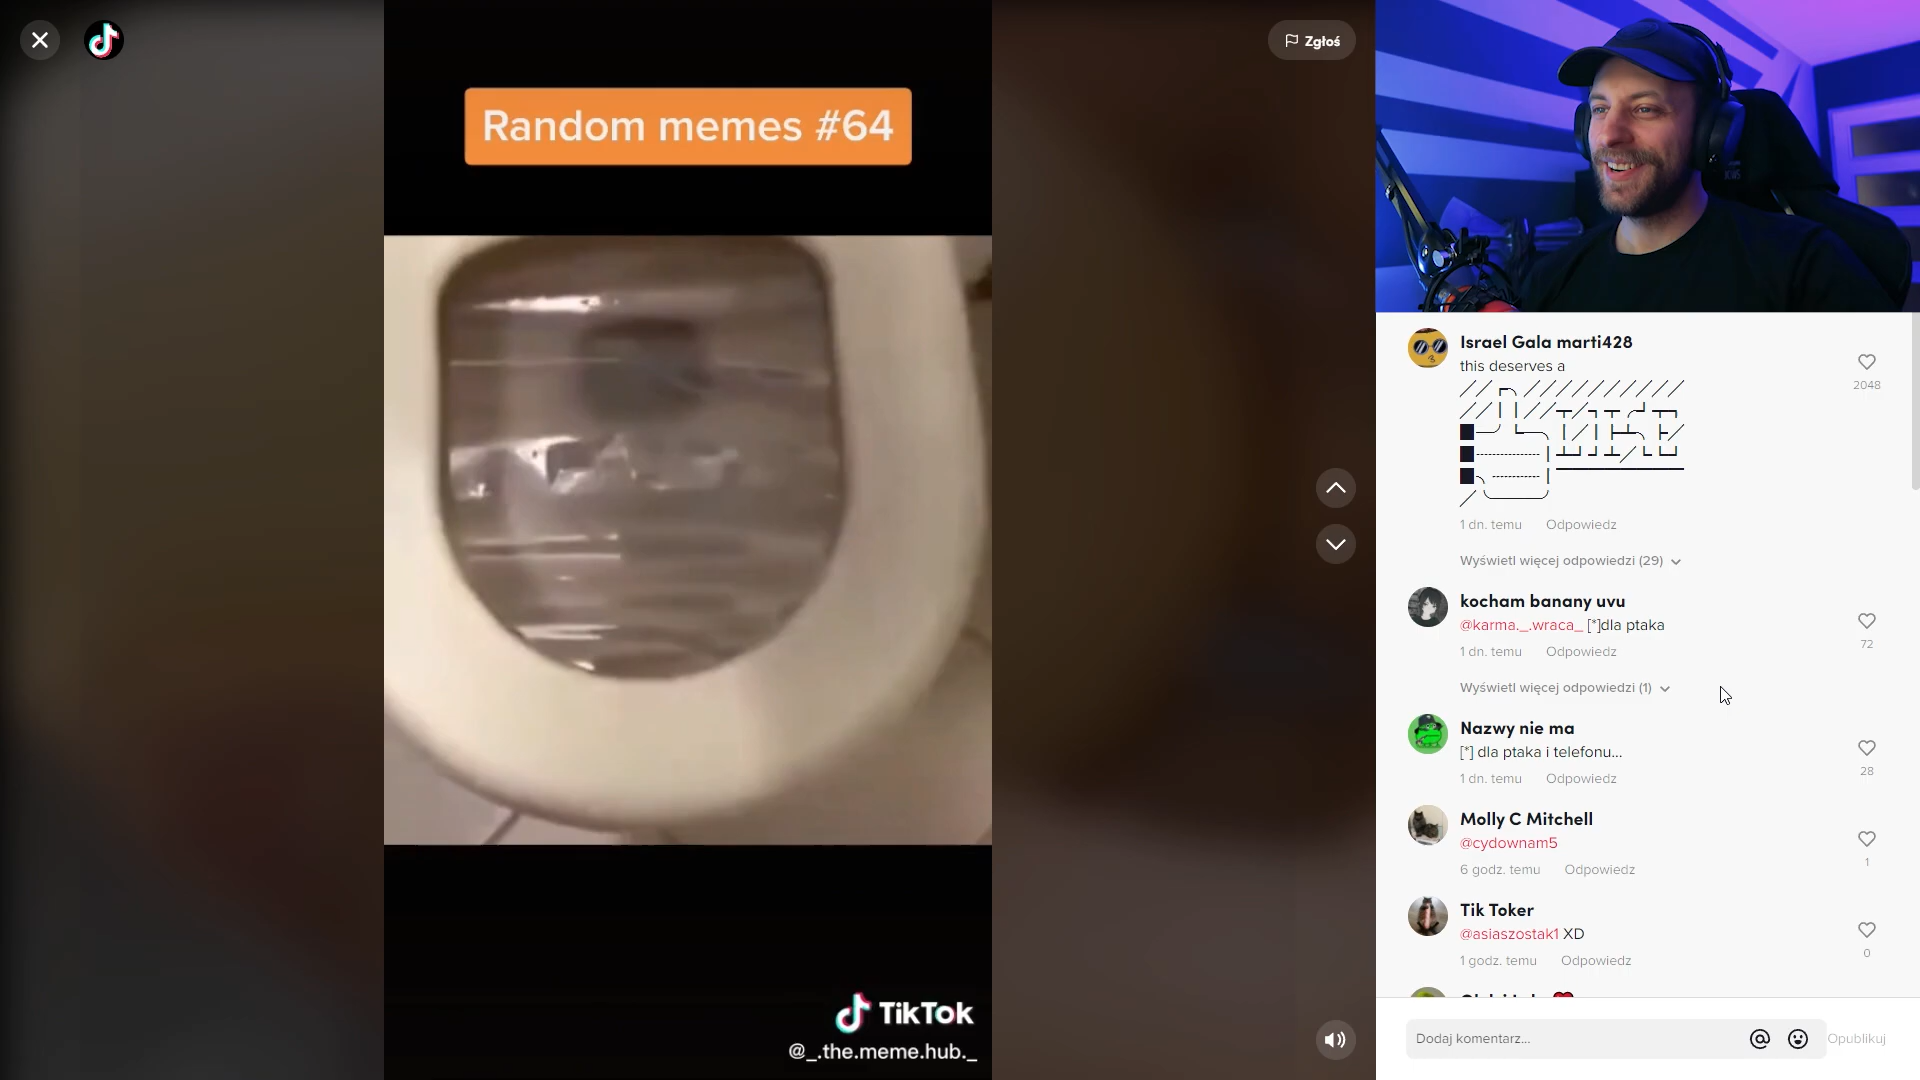 Zgłoś
Random memes #64
TikTok
@_.the.meme.hub._
Israel Gala marti428
this deserves a
╱╱┏╮╱╱╱╱╱╱╱╱╱╱
╱╱┃┃╱╱┳╱┓┳╭┛┳┓
▉━╯┗━╮┃╱┃┣┻╮┣╱
▉┈┈┈┈┃┻┛┛┻╱┗┗┛
▉╮┈┈┈┃▔▔▔▔▔▔▔▔
╱╰━━━╯
2048
1 dn. temu Odpowiedz
Wyświetl więcej odpowiedzi (29)
kocham banany uvu
@karma._.wraca_ [*]dla ptaka
72
1 dn. temu Odpowiedz
Wyświetl więcej odpowiedzi (1)
Nazwy nie ma
[*] dla ptaka i telefonu...
28
1 dn. temu Odpowiedz
Molly C Mitchell
@cydownam5
1
6 godz. temu Odpowiedz
Tik Toker
@asiaszostak1 XD
0
1 godz. temu Odpowiedz
Dodaj komentarz...
Opublikuj